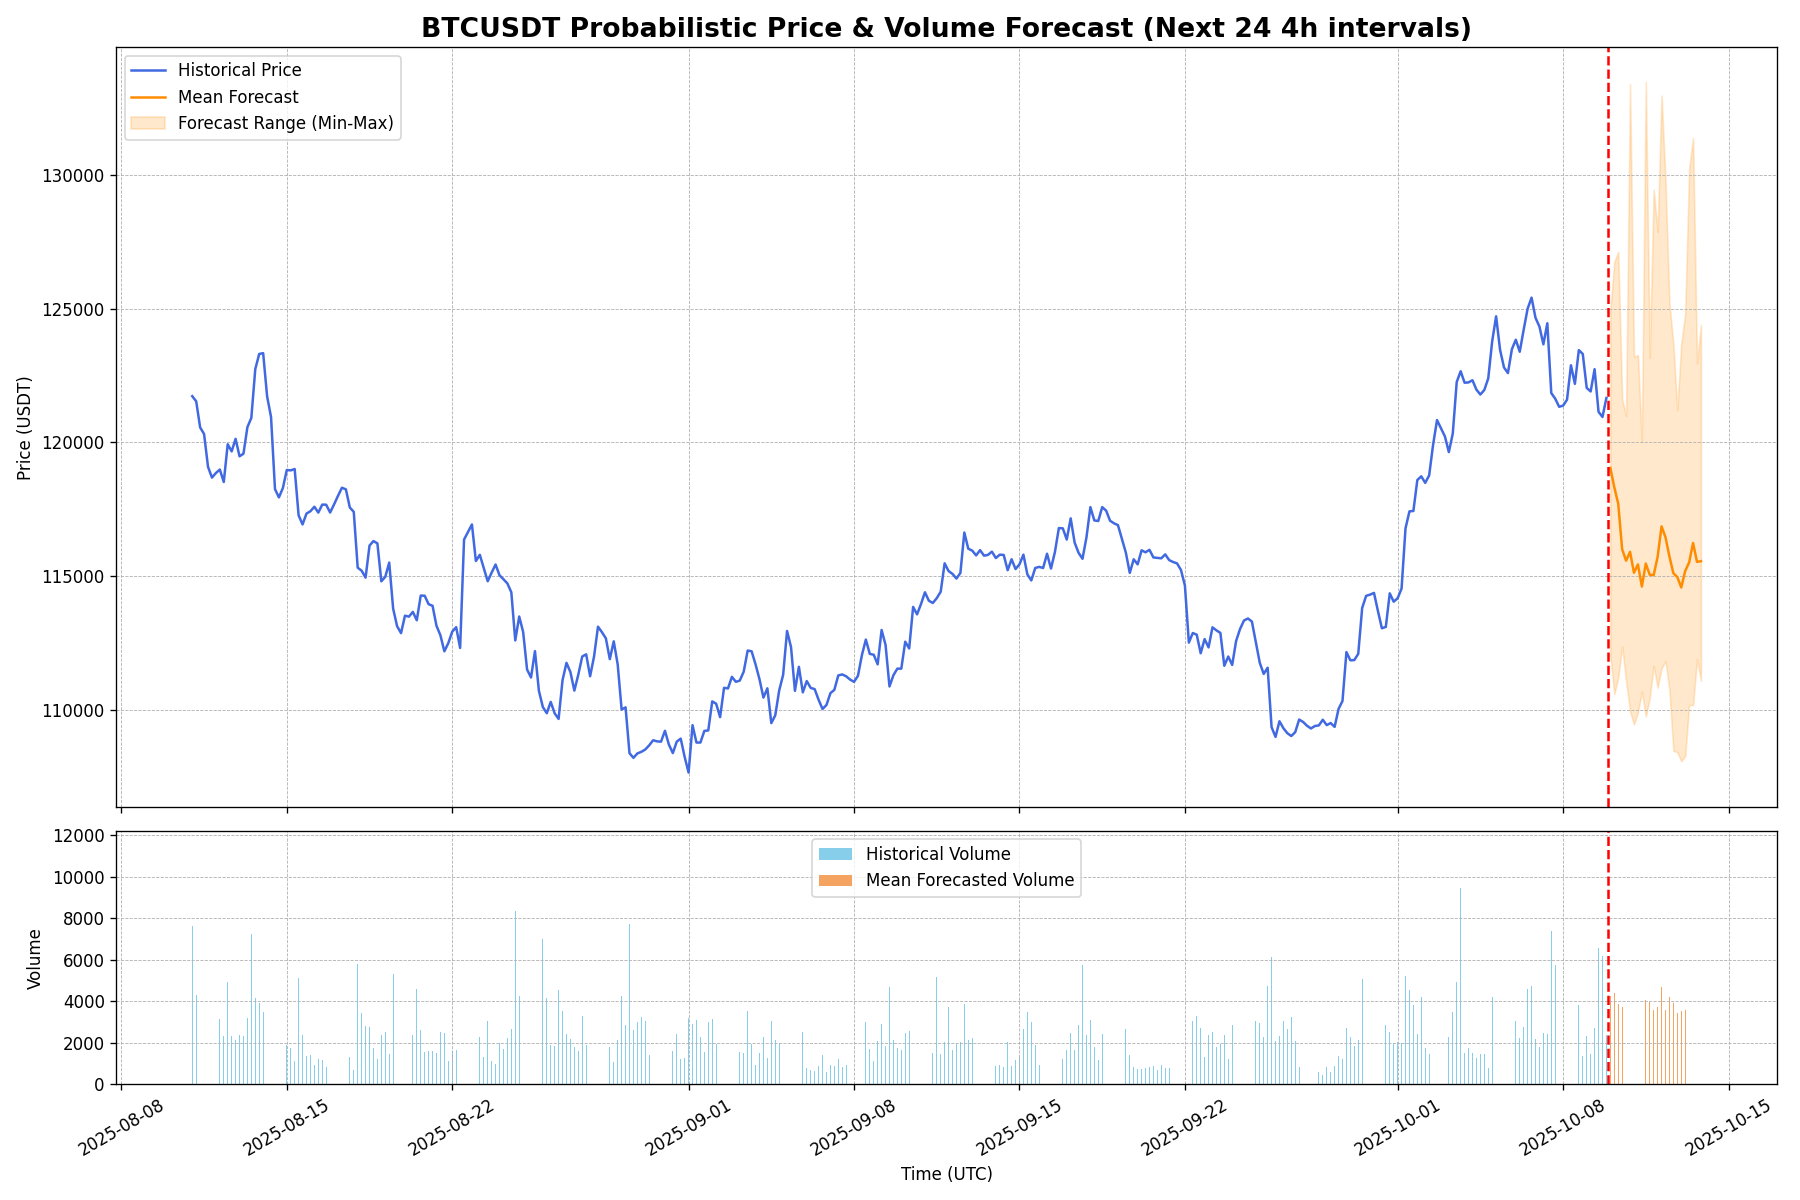 BTCUSDT Probabilistic Price & Volume Forecast (Next 24 4h intervals)
Historical Price
Mean Forecast
Forecast Range (Min-Max)
Price (USDT)
130000
125000
120000
115000
110000
Historical Volume
Mean Forecasted Volume
Volume
12000
10000
8000
6000
4000
2000
0
2025-08-08
2025-08-15
2025-08-22
2025-09-01
2025-09-08
2025-09-15
2025-09-22
2025-10-01
2025-10-08
2025-10-15
Time (UTC)